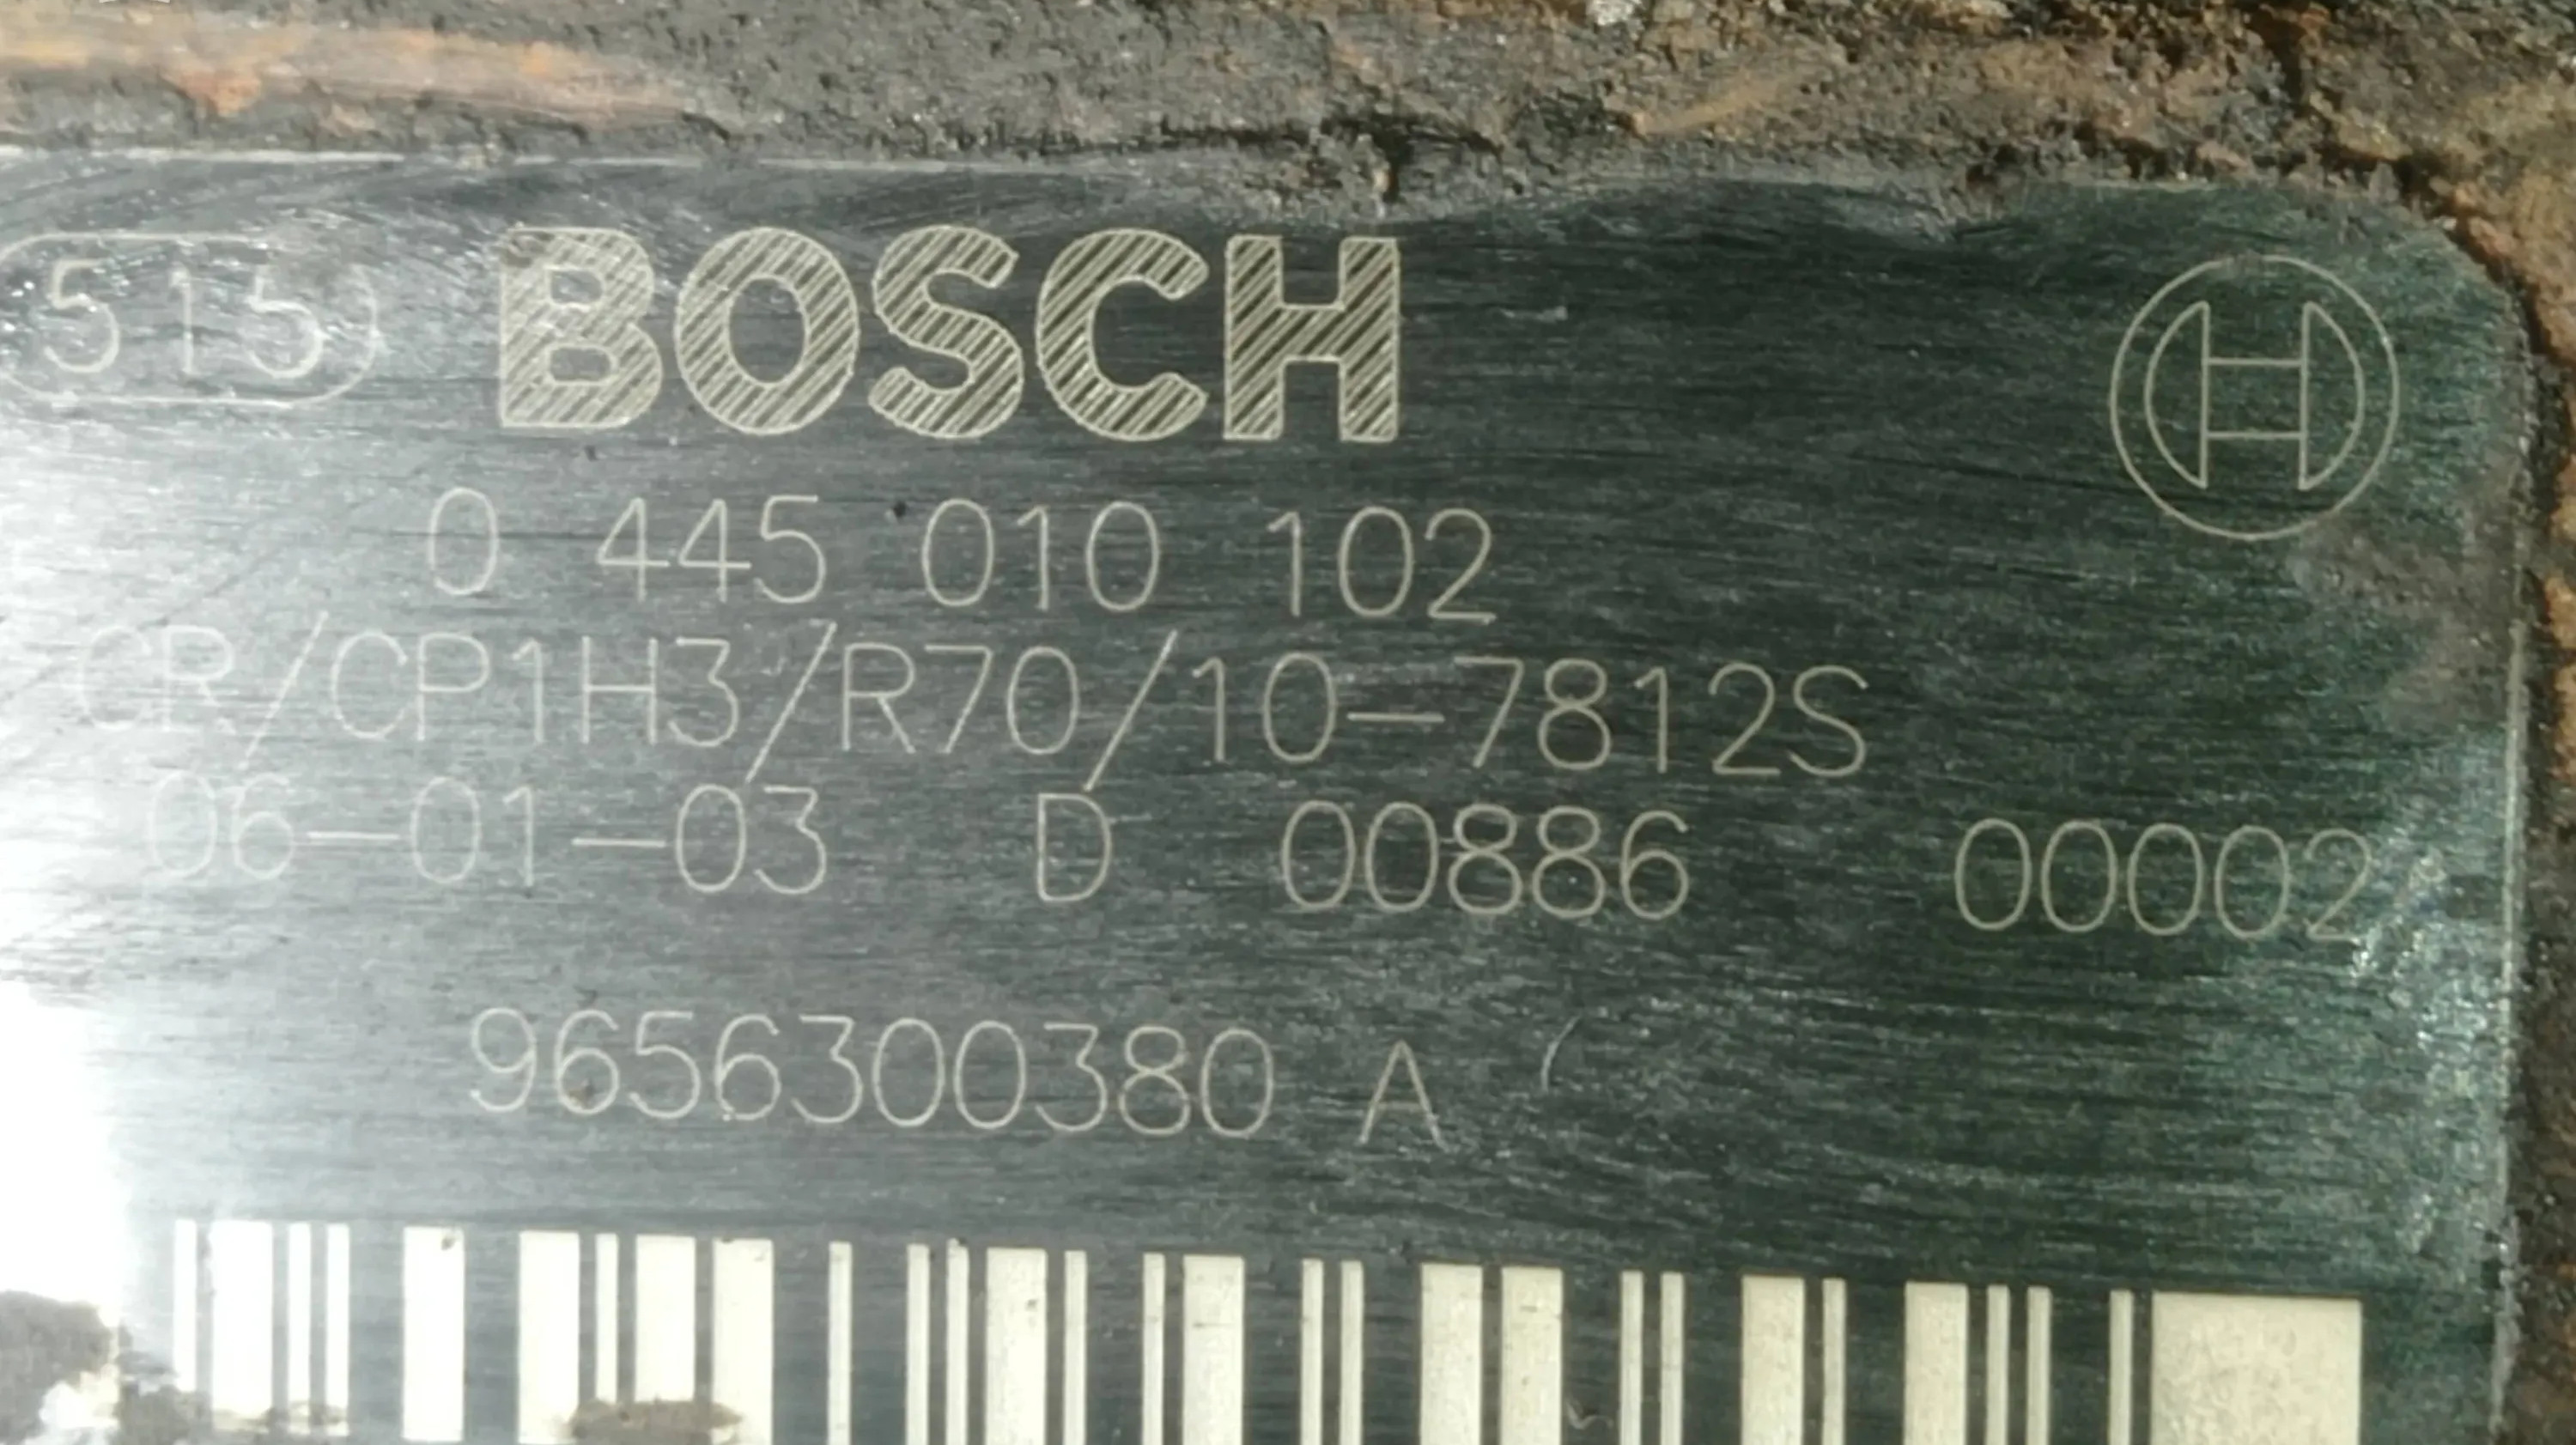 515 BOSCH
0 445 010 102
CR/CP1H3/R70/10-7812S
06-01-03 D 00886 00002
9656300380 A